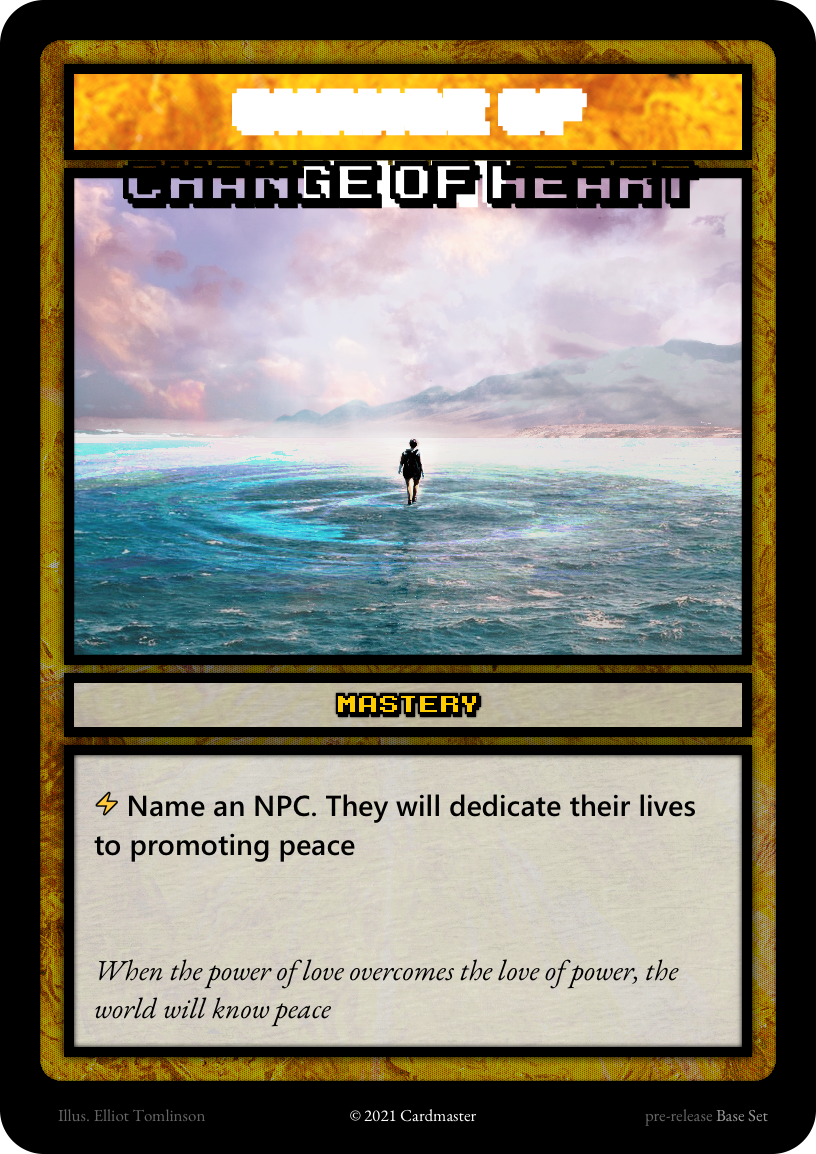 CHANGE OF
CHANGE OF HEART
MASTERY
⚡ Name an NPC. They will dedicate their lives
to promoting peace
When the power of love overcomes the love of power, the
world will know peace
Illus. Elliot Tomlinson
© 2021 Cardmaster
pre-release Base Set